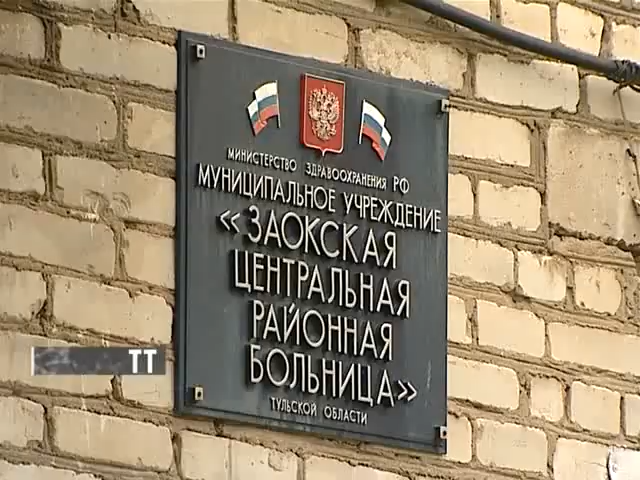 МИНИСТЕРСТВО ЗДРАВООХРАНЕНИЯ РФ
МУНИЦИПАЛЬНОЕ УЧРЕЖДЕНИЕ
«ЗАОКСКАЯ
ЦЕНТРАЛЬНАЯ
РАЙОННАЯ
БОЛЬНИЦА»
ТУЛЬСКОЙ ОБЛАСТИ
ТТ